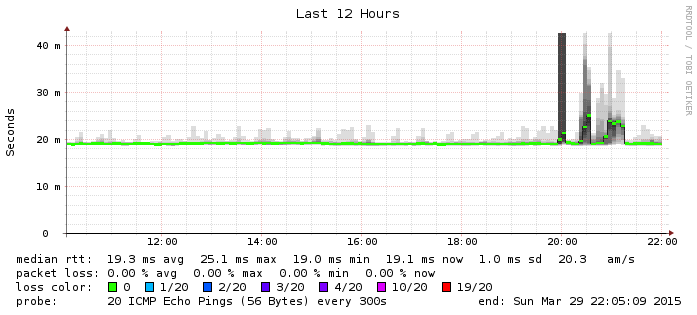 Last 12 Hours
RRDTOOL / TOBI OETIKER
Seconds
40 m
30 m
20 m
10 m
0
12:00 14:00 16:00 18:00 20:00 22:00
median rtt: 19.3 ms avg 25.1 ms max 19.0 ms min 19.1 ms now 1.0 ms sd 20.3 am/s
packet loss: 0.00 % avg 0.00 % max 0.00 % min 0.00 % now
loss color: 0 1/20 2/20 3/20 4/20 10/20 19/20
probe: 20 ICMP Echo Pings (56 Bytes) every 300s end: Sun Mar 29 22:05:09 2015